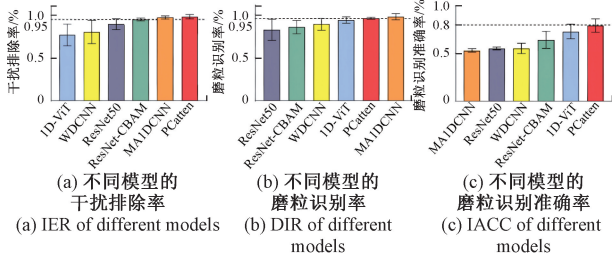 干扰排除率/%
1.0
0.95
0.5
0
1D-ViT
WDCNN
ResNet50
ResNet-CBAM
MA1DCNN
PCatten
(a) 不同模型的
干扰排除率
(a) IER of different models
磨粒识别率/%
1.0
0.95
0.5
0
ResNet50
ResNet-CBAM
WDCNN
1D-ViT
PCatten
MA1DCNN
(b) 不同模型的
磨粒识别率
(b) DIR of different
models
磨粒识别准确率/%
1.0
0.8
0.5
0
MA1DCNN
ResNet50
WDCNN
ResNet-CBAM
1D-ViT
PCatten
(c) 不同模型的
磨粒识别准确率
(c) IACC of different
models